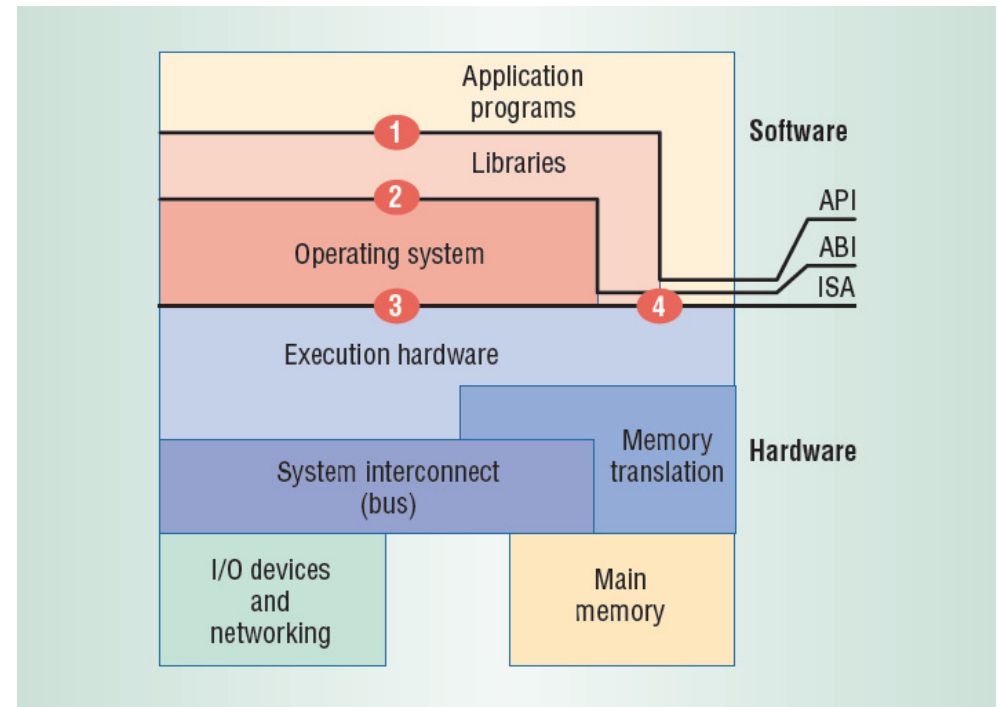 Application
programs
1
Software
Libraries
2
API
Operating system
ABI
ISA
3
4
Execution hardware
Memory
translation
Hardware
System interconnect
(bus)
I/O devices
and
networking
Main
memory